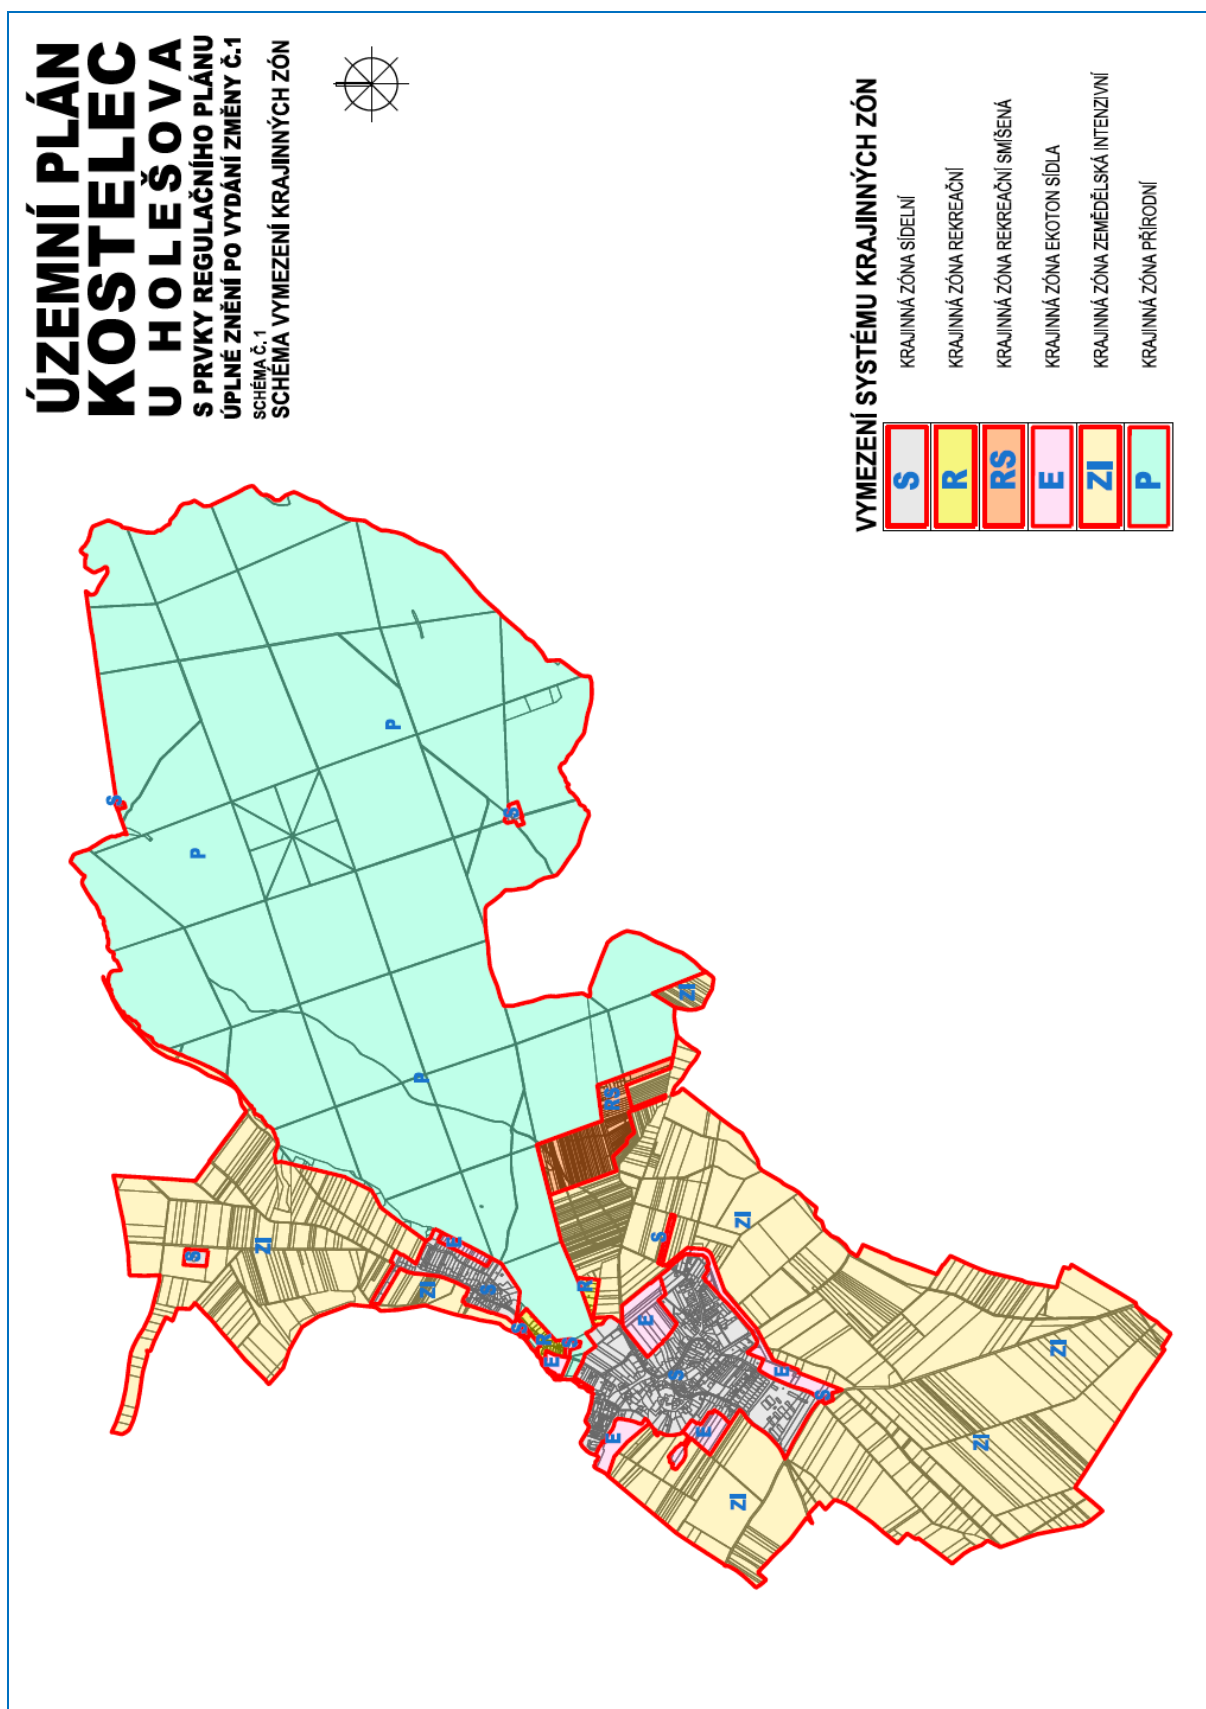 ÚZEMNÍ PLÁN
KOSTELEC
U HOLEŠOVA
S PRVKY REGULAČNÍHO PLÁNU
ÚPLNÉ ZNĚNÍ PO VYDÁNÍ ZMĚNY Č.1
SCHÉMA Č. 1
SCHÉMA VYMEZENÍ KRAJINNÝCH ZÓN
S
S
P
ZI
P
P
ZI
E
S
S
S
R
E
S
R
RS
E
E
S
S
ZI
E
ZI
ZI
E
S
ZI
ZI
VYMEZENÍ SYSTÉMU KRAJINNÝCH ZÓN
S KRAJINNÁ ZÓNA SÍDELNÍ
R KRAJINNÁ ZÓNA REKREAČNÍ
RS KRAJINNÁ ZÓNA REKREAČNÍ SMÍŠENÁ
E KRAJINNÁ ZÓNA EKOTON SÍDLA
ZI KRAJINNÁ ZÓNA ZEMĚDĚLSKÁ INTENZIVNÍ
P KRAJINNÁ ZÓNA PŘÍRODNÍ